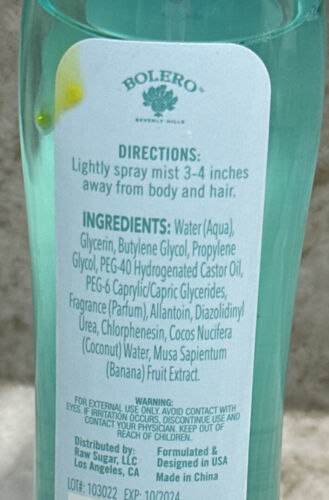 BOLERO™
BEVERLY HILLS
DIRECTIONS:
Lightly spray mist 3-4 inches
away from body and hair.
INGREDIENTS: Water (Aqua),
Glycerin, Butylene Glycol, Propylene
Glycol, PEG-40 Hydrogenated Castor Oil,
PEG-6 Caprylic/Capric Glycerides,
Fragrance (Parfum), Allantoin, Diazolidinyl
Urea, Chlorphenesin, Cocos Nucifera
(Coconut) Water, Musa Sapientum
(Banana) Fruit Extract.
WARNING:
FOR EXTERNAL USE ONLY. AVOID CONTACT WITH
EYES. IF IRRITATION OCCURS, DISCONTINUE USE AND
CONTACT YOUR PHYSICIAN. KEEP OUT OF
REACH OF CHILDREN.
Distributed by:
Raw Sugar, LLC
Los Angeles, CA
Formulated &
Designed in USA
Made in China
LOT#: 103022 EXP: 10/2024